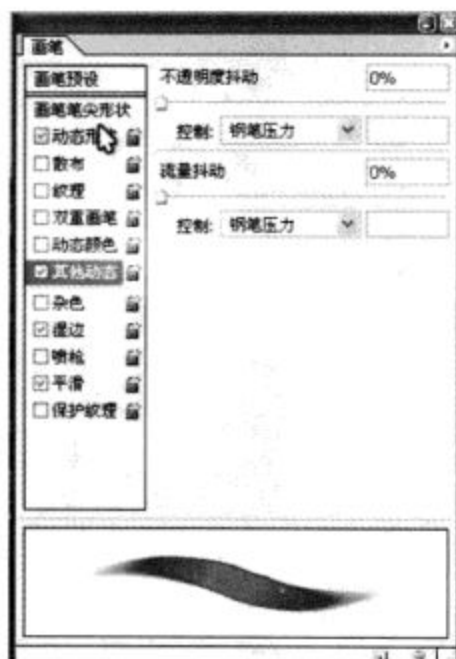 画笔
画笔预设
画笔笔尖形状
动态形态
散布
纹理
双重画笔
动态颜色
其他动态
杂色
湿边
喷枪
平滑
保护纹理
不透明度抖动 0%
控制: 钢笔压力
流量抖动 0%
控制: 钢笔压力